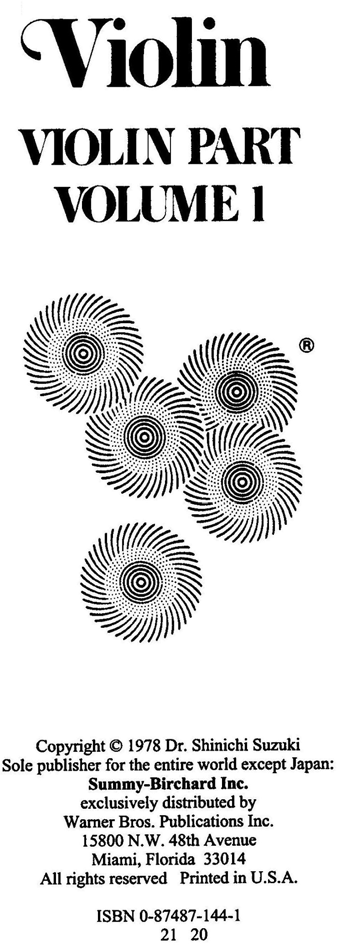 Violin
VIOLIN PART
VOLUME 1
®
Copyright © 1978 Dr. Shinichi Suzuki
Sole publisher for the entire world except Japan:
Summy-Birchard Inc.
exclusively distributed by
Warner Bros. Publications Inc.
15800 N.W. 48th Avenue
Miami, Florida 33014
All rights reserved Printed in U.S.A.
ISBN 0-87487-144-1
21 20